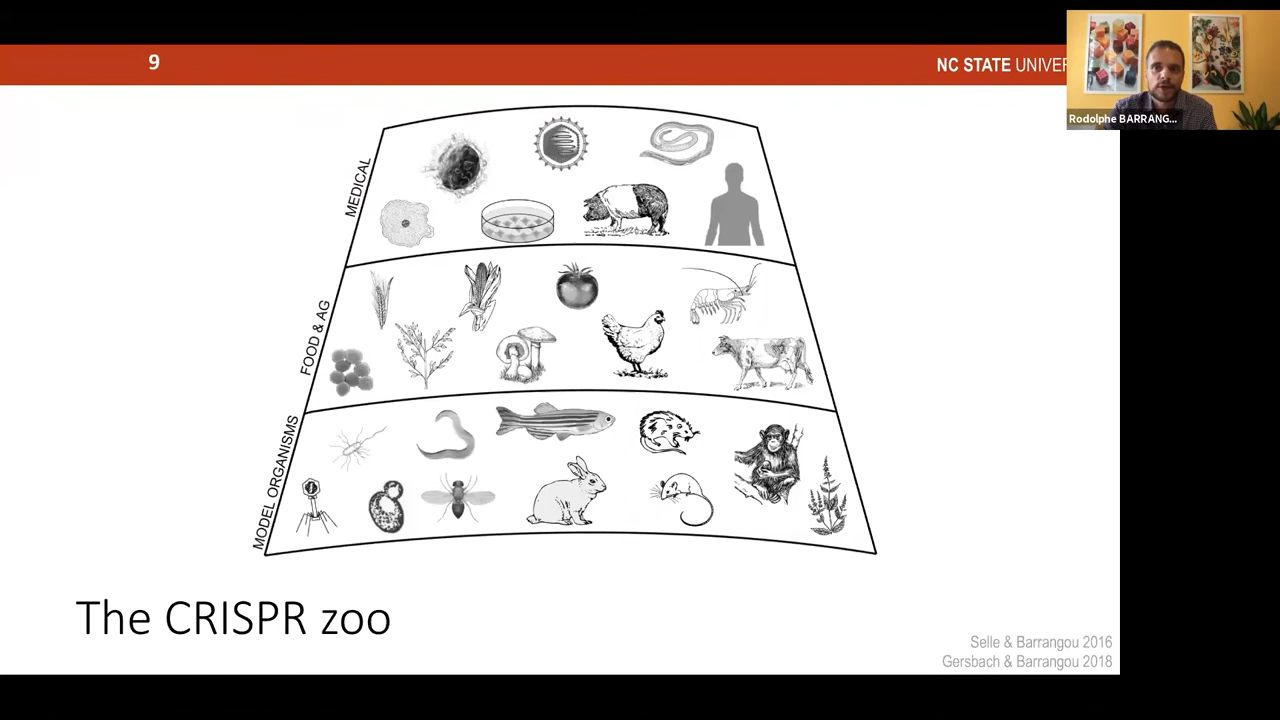 9
NC STATE UNIVER
Rodolphe BARRANG...
MEDICAL
FOOD & AG
MODEL ORGANISMS
The CRISPR zoo
Selle & Barrangou 2016
Gersbach & Barrangou 2018